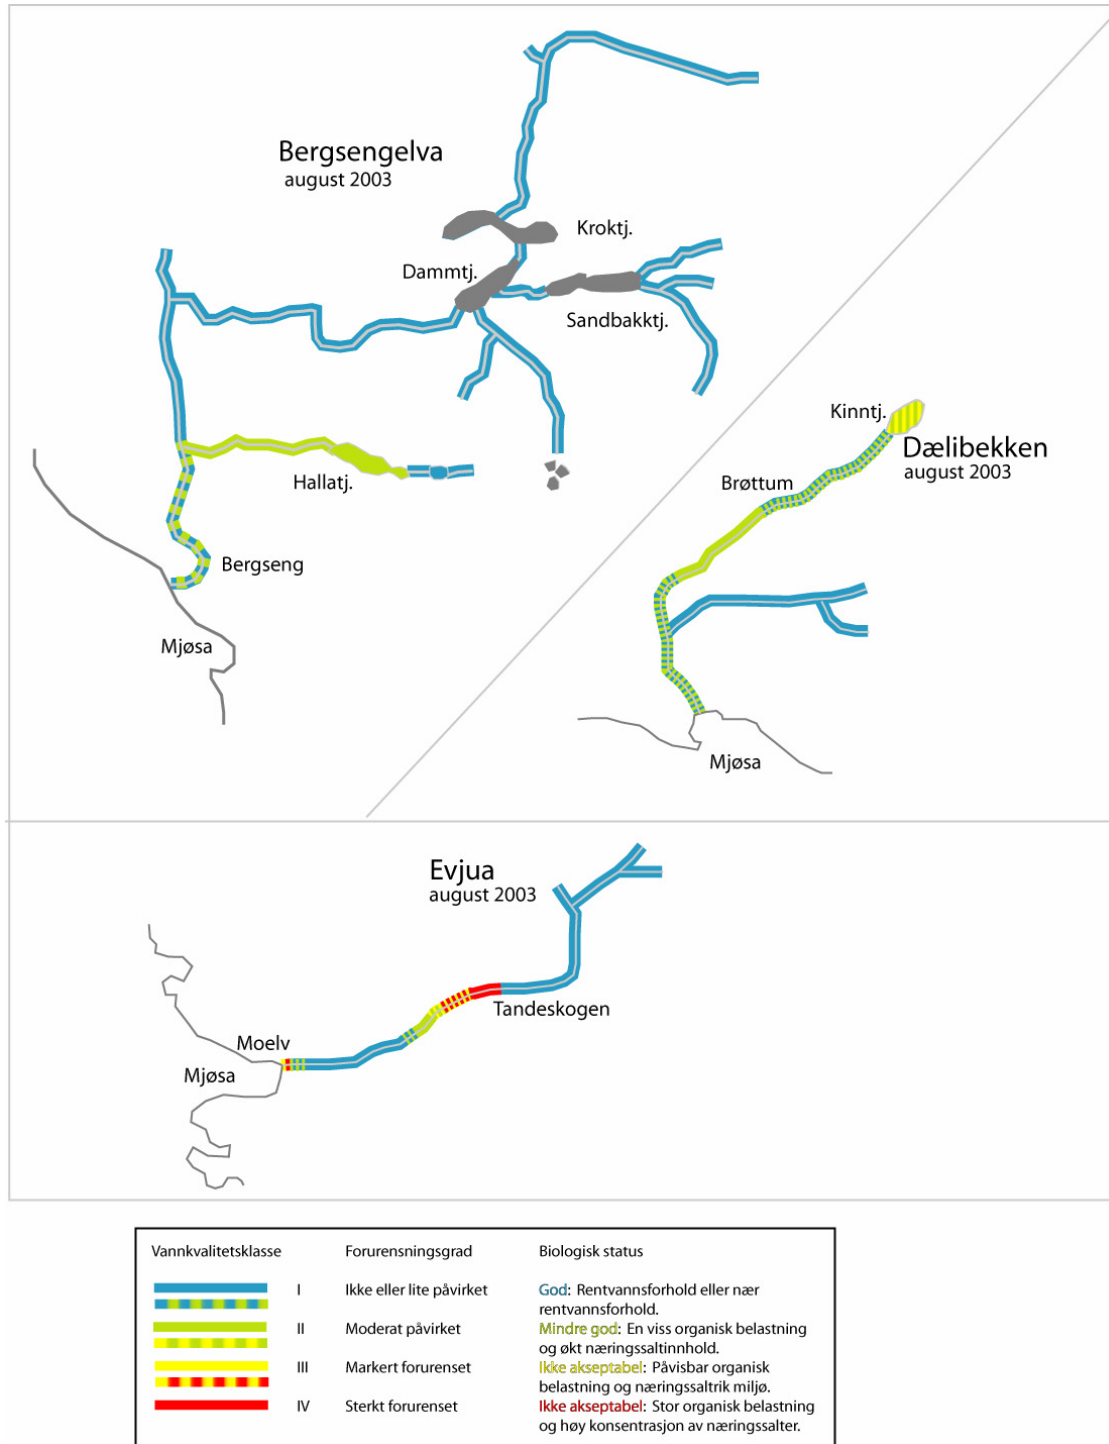 Bergsengelva
august 2003
Kroktj.
Dammtj.
Sandbakktj.
Hallatj.
Bergseng
Mjøsa
Kinntj.
Dælibekken
august 2003
Brøttum
Mjøsa
Evjua
august 2003
Tandeskogen
Moelv
Mjøsa
Vannkvalitetsklasse Forurensningsgrad Biologisk status
I Ikke eller lite påvirket God: Rentvannsforhold eller nær
rentvannsforhold.
II Moderat påvirket Mindre god: En viss organisk belastning
og økt næringssaltinnhold.
III Markert forurenset Ikke akseptabel: Påvisbar organisk
belastning og næringssaltrik miljø.
IV Sterkt forurenset Ikke akseptabel: Stor organisk belastning
og høy konsentrasjon av næringssalter.